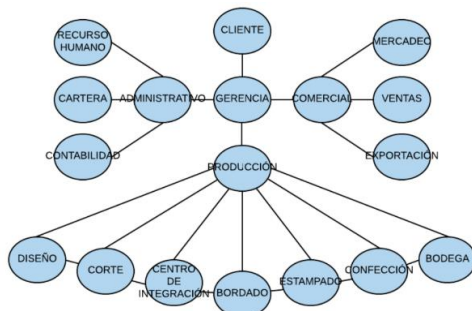 CLIENTE
RECURSO
HUMANO
MERCADEO
CARTERA
ADMINISTRATIVO
GERENCIA
COMERCIAL
VENTAS
CONTABILIDAD
EXPORTACIÓN
PRODUCCIÓN
DISEÑO
CORTE
CENTRO
DE
INTEGRACIÓN
BORDADO
ESTAMPADO
CONFECCIÓN
BODEGA